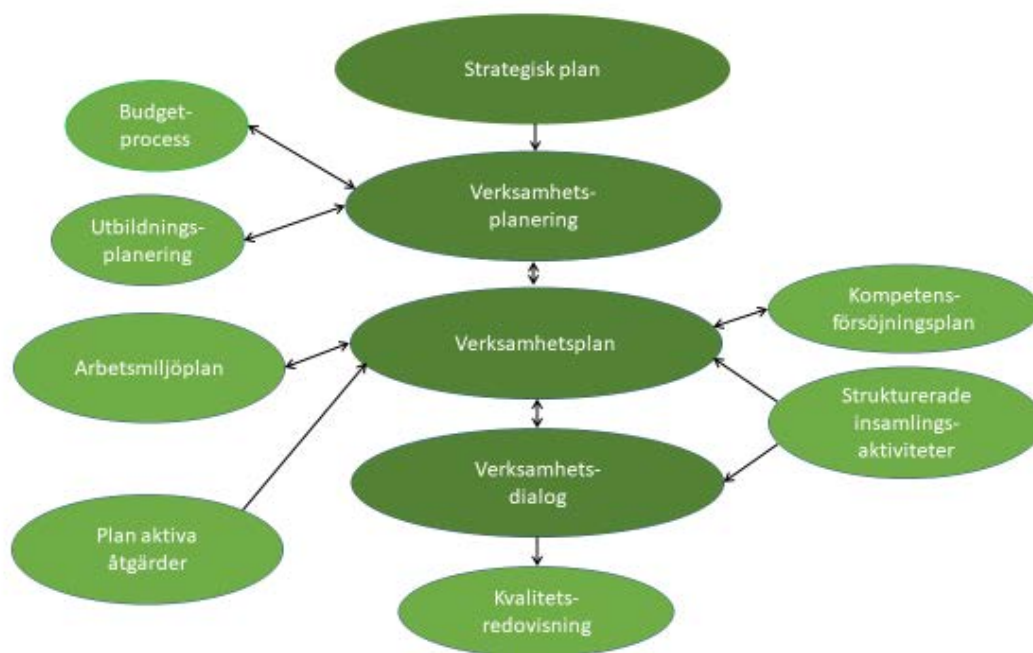 Strategisk plan
Budget-
process
Verksamhets-
planering
Utbildnings-
planering
Kompetens-
försöjningsplan
Verksamhetsplan
Arbetsmiljöplan
Strukturerade
insamlings-
aktiviteter
Verksamhets-
dialog
Plan aktiva
åtgärder
Kvalitets-
redovisning